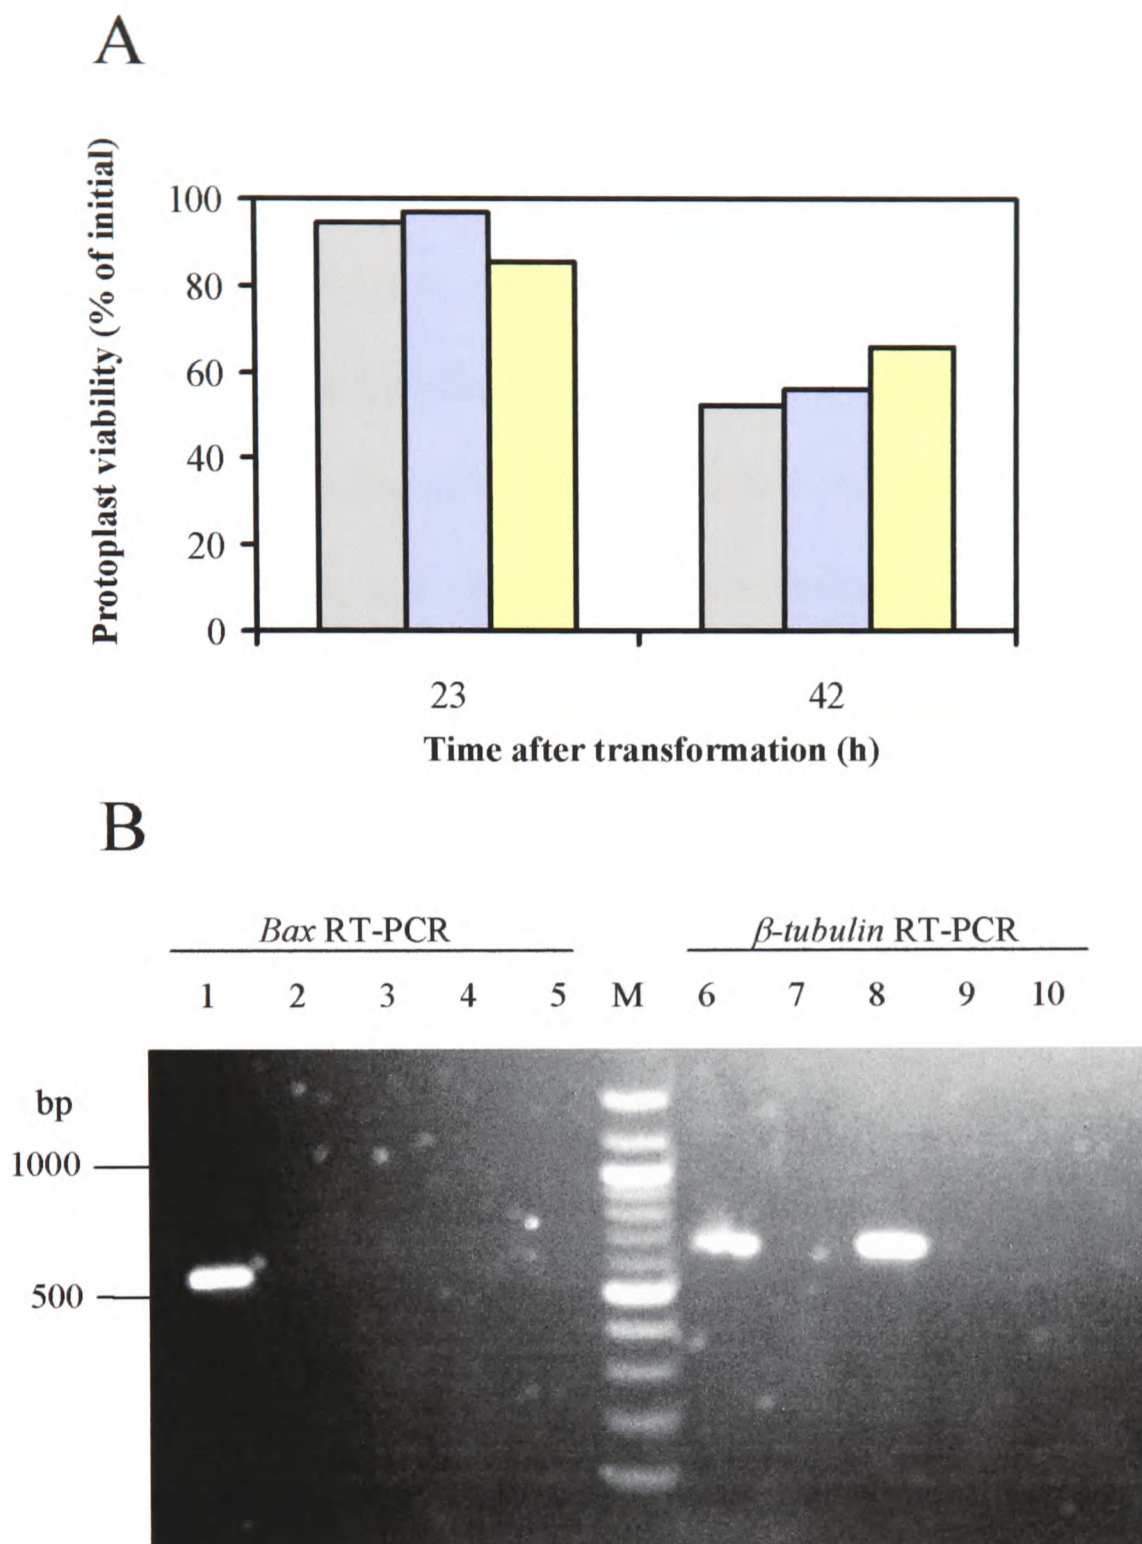 A
Protoplast viability (% of initial)
100
80
60
40
20
0
23 42
Time after transformation (h)
B
Bax RT-PCR β-tubulin RT-PCR
1 2 3 4 5 M 6 7 8 9 10
bp
1000
500